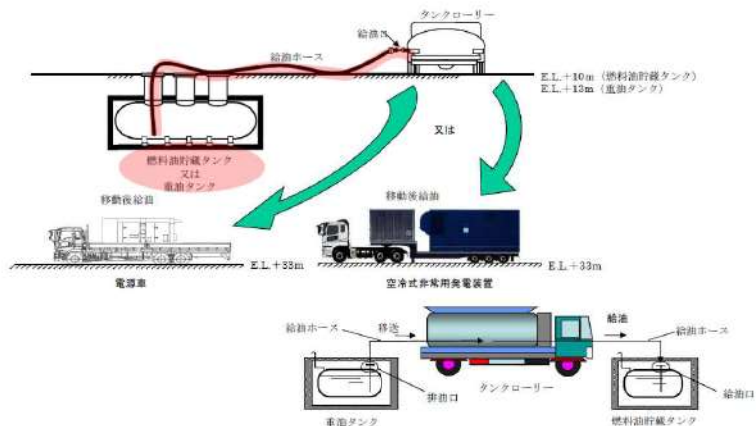 タンクローリー
給油口
給油ホース
E.L.+10m（燃料油貯蔵タンク）
E.L.+13m（重油タンク）
又は
燃料油貯蔵タンク
又は
重油タンク
移動後給油
移動後給油
E.L.+33m
E.L.+33m
電源車
空冷式非常用発電装置
給油ホース
移送
給油
給油ホース
排油口
タンクローリー
給油口
重油タンク
燃料油貯蔵タンク